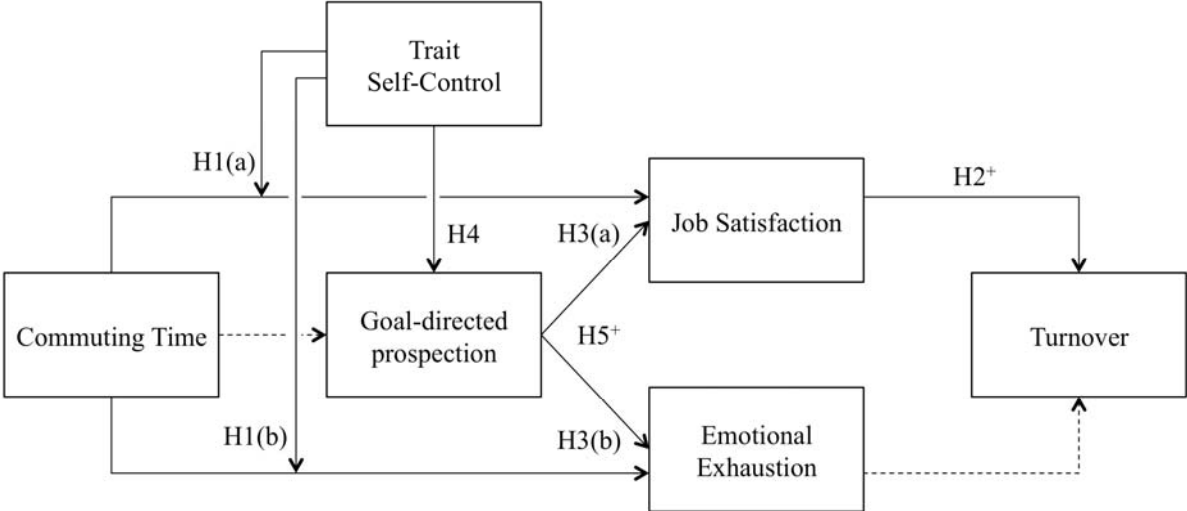 Trait
Self-Control
H1(a)
H2⁺
Job Satisfaction
H3(a)
H4
Commuting Time
Goal-directed
prospection
H5⁺
Turnover
H1(b)
H3(b)
Emotional
Exhaustion